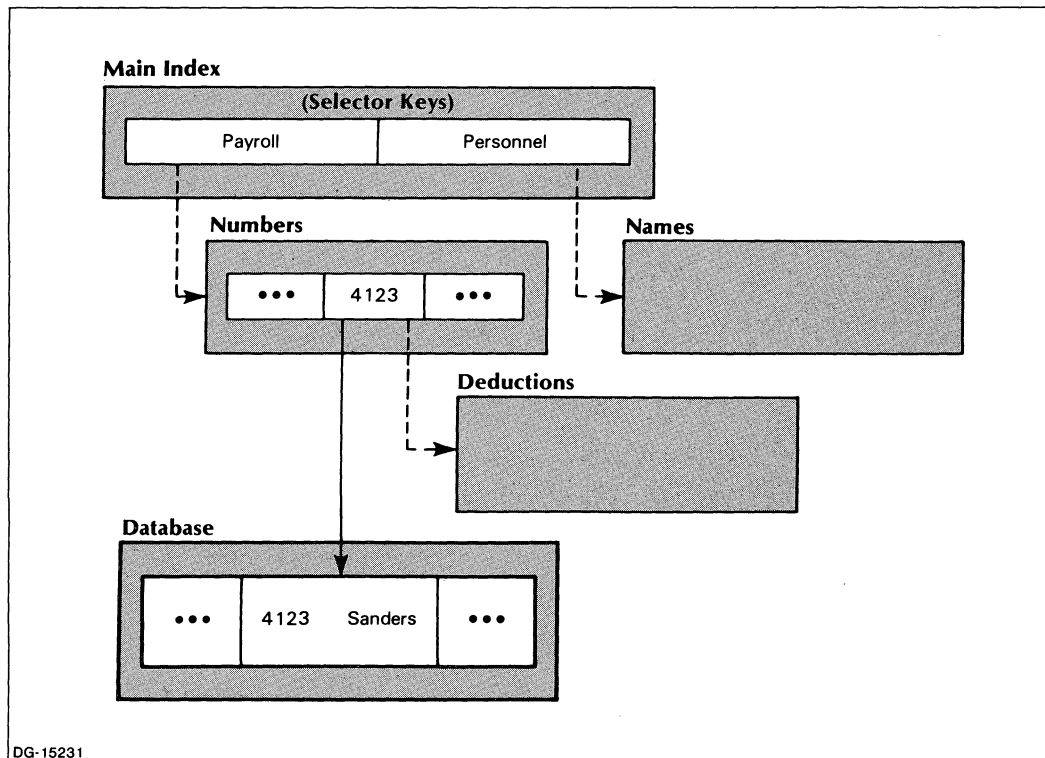 Main Index
(Selector Keys)
Payroll Personnel
Numbers Names
••• 4123 •••
Deductions
Database
••• 4123 Sanders •••
DG-15231